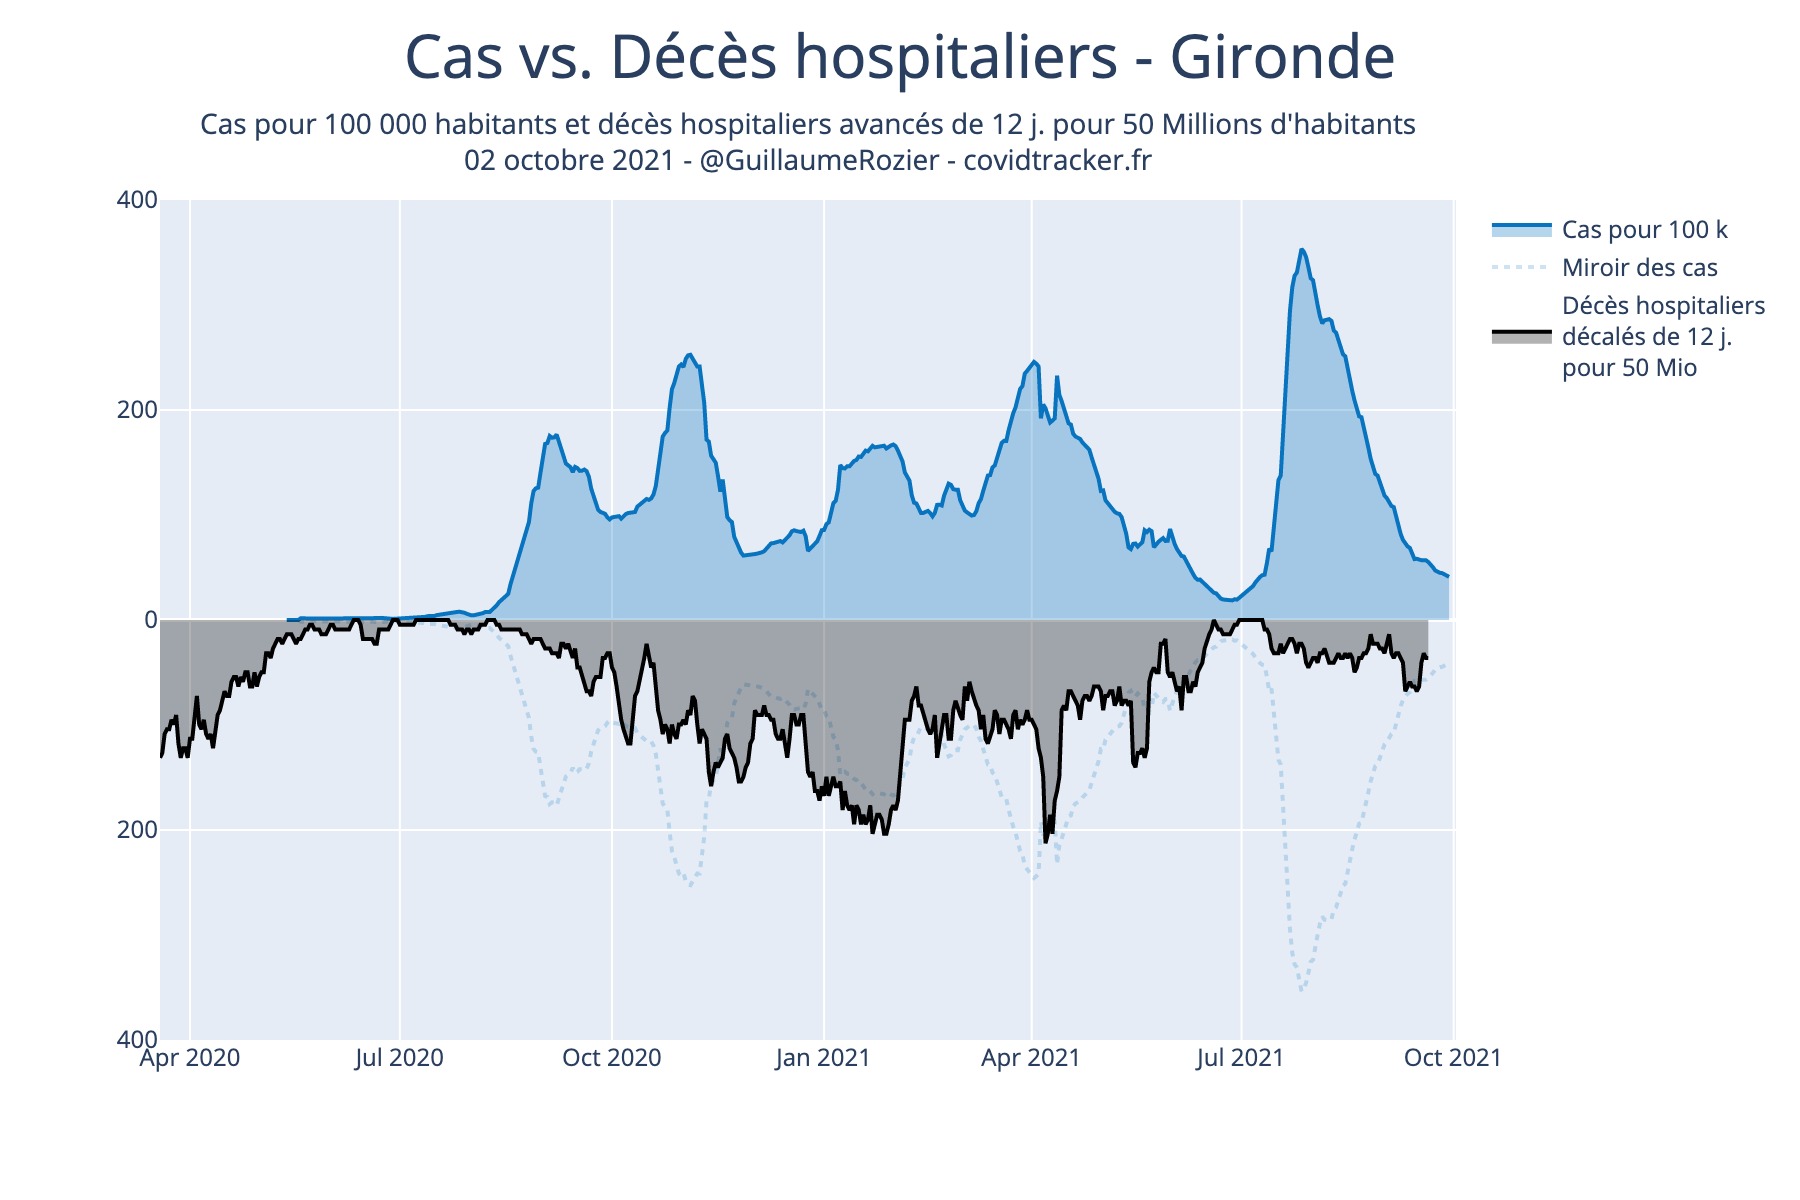 Cas vs. Décès hospitaliers - Gironde
Cas pour 100 000 habitants et décès hospitaliers avancés de 12 j. pour 50 Millions d'habitants
02 octobre 2021 - @GuillaumeRozier - covidtracker.fr
400
200
0
200
400
Apr 2020
Jul 2020
Oct 2020
Jan 2021
Apr 2021
Jul 2021
Oct 2021
Cas pour 100 k
Miroir des cas
Décès hospitaliers
décalés de 12 j.
pour 50 Mio